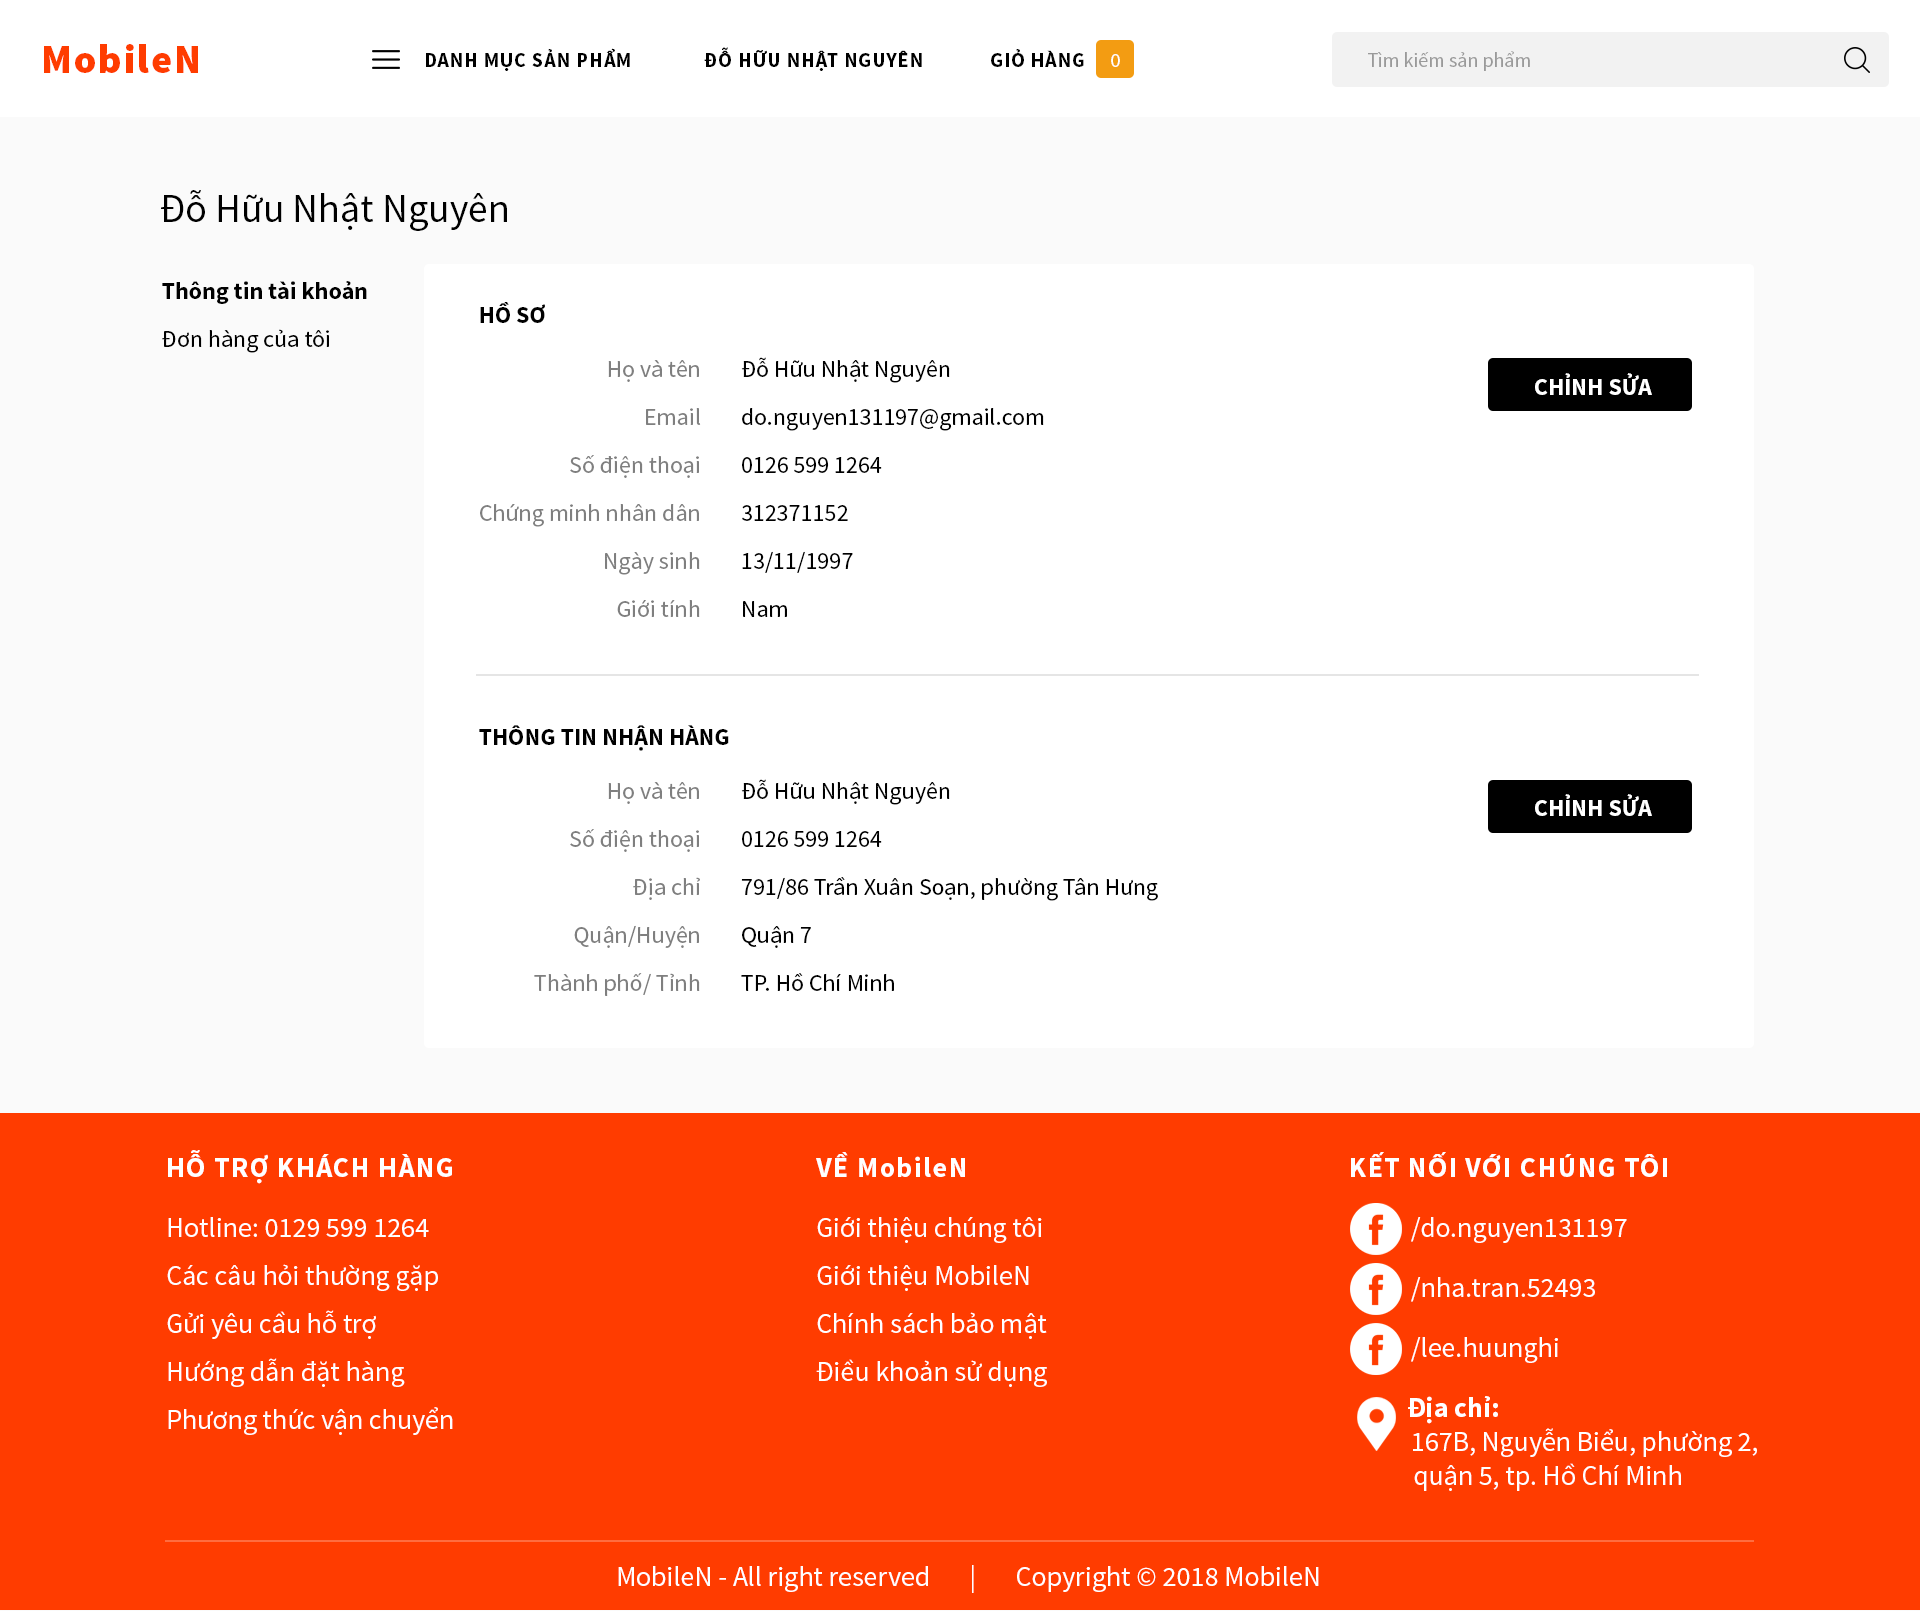 MobileN
DANH MỤC SẢN PHẨM
ĐỖ HỮU NHẬT NGUYÊN
GIỎ HÀNG 0
Tìm kiếm sản phẩm
Đỗ Hữu Nhật Nguyên
Thông tin tài khoản
Đơn hàng của tôi
HỒ SƠ
Họ và tên Đỗ Hữu Nhật Nguyên
CHỈNH SỬA
Email do.nguyen131197@gmail.com
Số điện thoại 0126 599 1264
Chứng minh nhân dân 312371152
Ngày sinh 13/11/1997
Giới tính Nam
THÔNG TIN NHẬN HÀNG
Họ và tên Đỗ Hữu Nhật Nguyên
CHỈNH SỬA
Số điện thoại 0126 599 1264
Địa chỉ 791/86 Trần Xuân Soạn, phường Tân Hưng
Quận/Huyện Quận 7
Thành phố/ Tỉnh TP. Hồ Chí Minh
HỖ TRỢ KHÁCH HÀNG
Hotline: 0129 599 1264
Các câu hỏi thường gặp
Gửi yêu cầu hỗ trợ
Hướng dẫn đặt hàng
Phương thức vận chuyển
VỀ MobileN
Giới thiệu chúng tôi
Giới thiệu MobileN
Chính sách bảo mật
Điều khoản sử dụng
KẾT NỐI VỚI CHÚNG TÔI
/do.nguyen131197
/nha.tran.52493
/lee.huunghi
Địa chỉ:
167B, Nguyễn Biểu, phường 2,
quận 5, tp. Hồ Chí Minh
MobileN - All right reserved | Copyright © 2018 MobileN